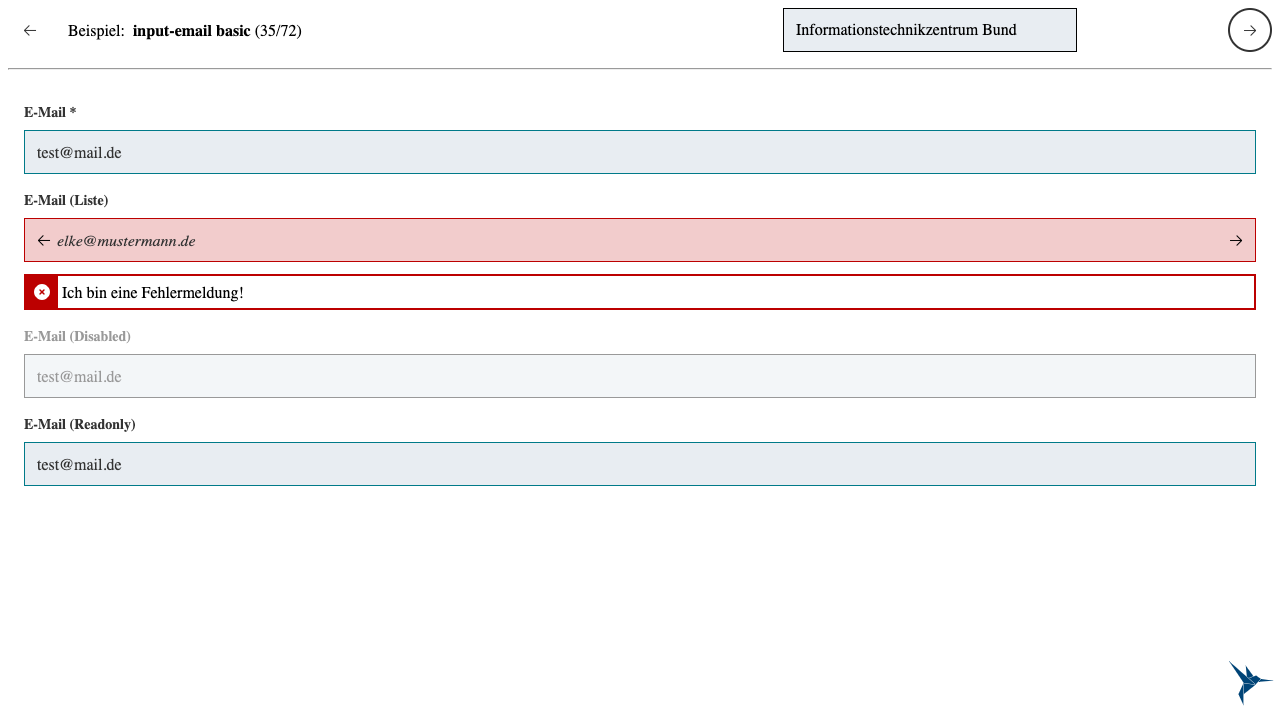 Beispiel: input-email basic (35/72)
Informationstechnikzentrum Bund
E-Mail *
test@mail.de
E-Mail (Liste)
elke@mustermann.de
Ich bin eine Fehlermeldung!
E-Mail (Disabled)
test@mail.de
E-Mail (Readonly)
test@mail.de